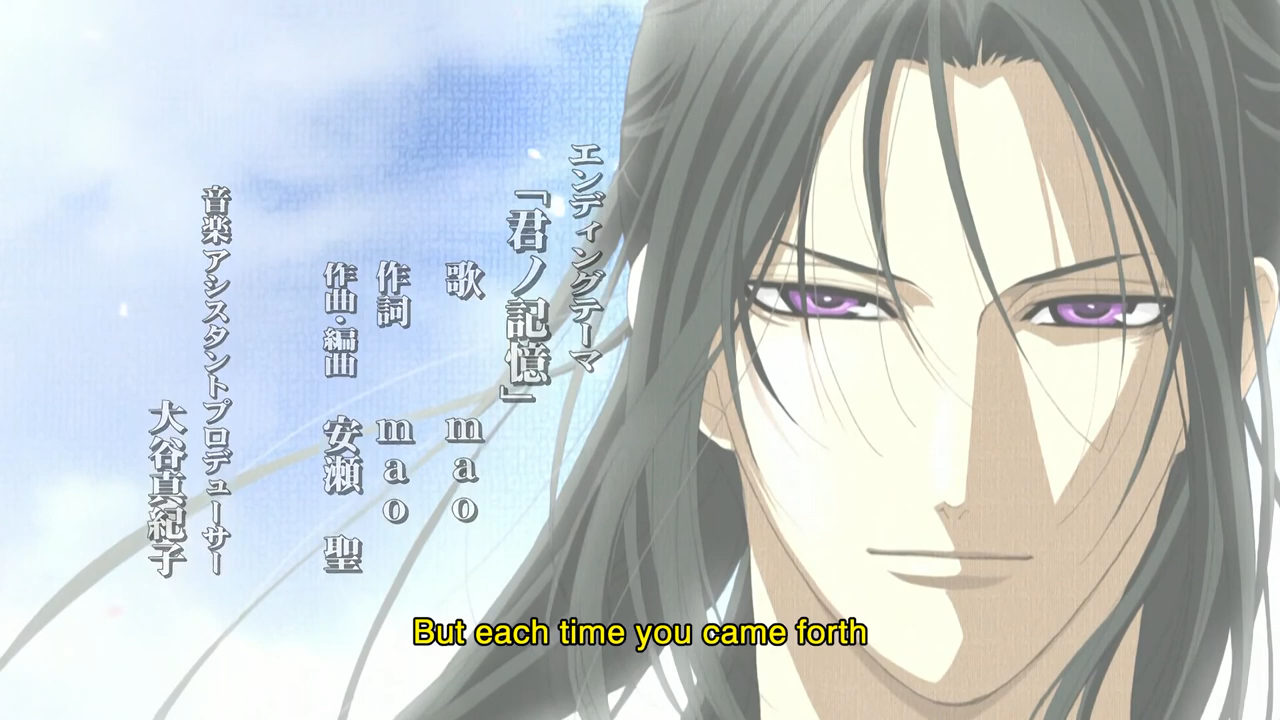 エンディングテーマ
「君ノ記憶」
歌 mao
作詞 mao
作曲・編曲 安瀬 聖
音楽アシスタントプロデューサー
大谷真紀子
But each time you came forth